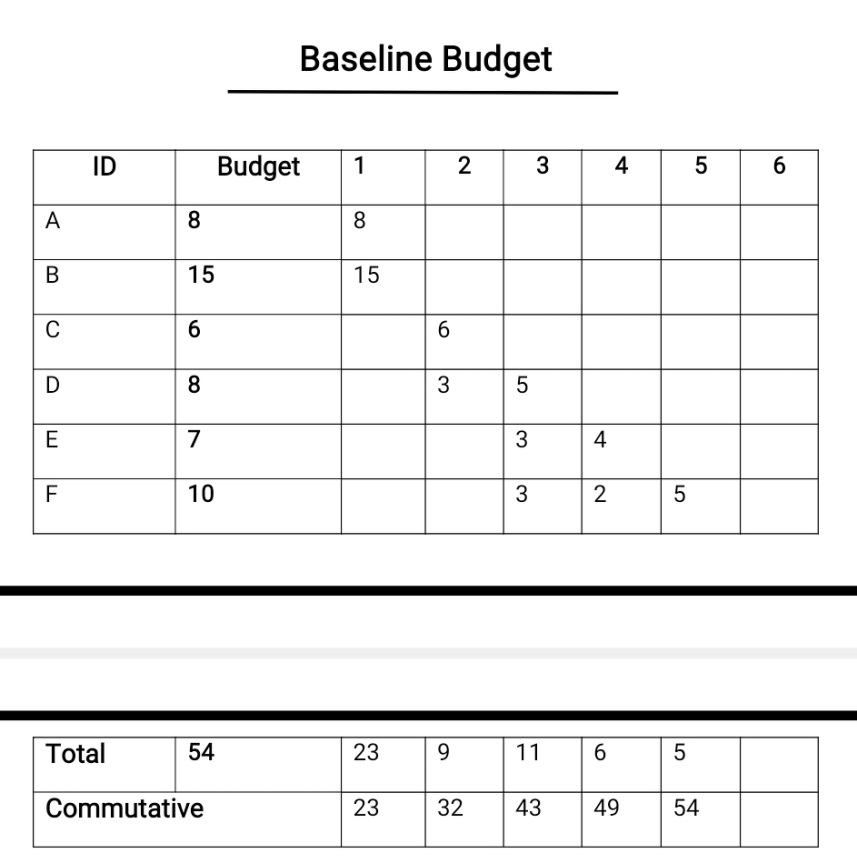 Baseline Budget
ID Budget 1 2 3 4 5 6
A 8 8
B 15 15
C 6 6
D 8 3 5
E 7 3 4
F 10 3 2 5
Total 54 23 9 11 6 5
Commutative 23 32 43 49 54